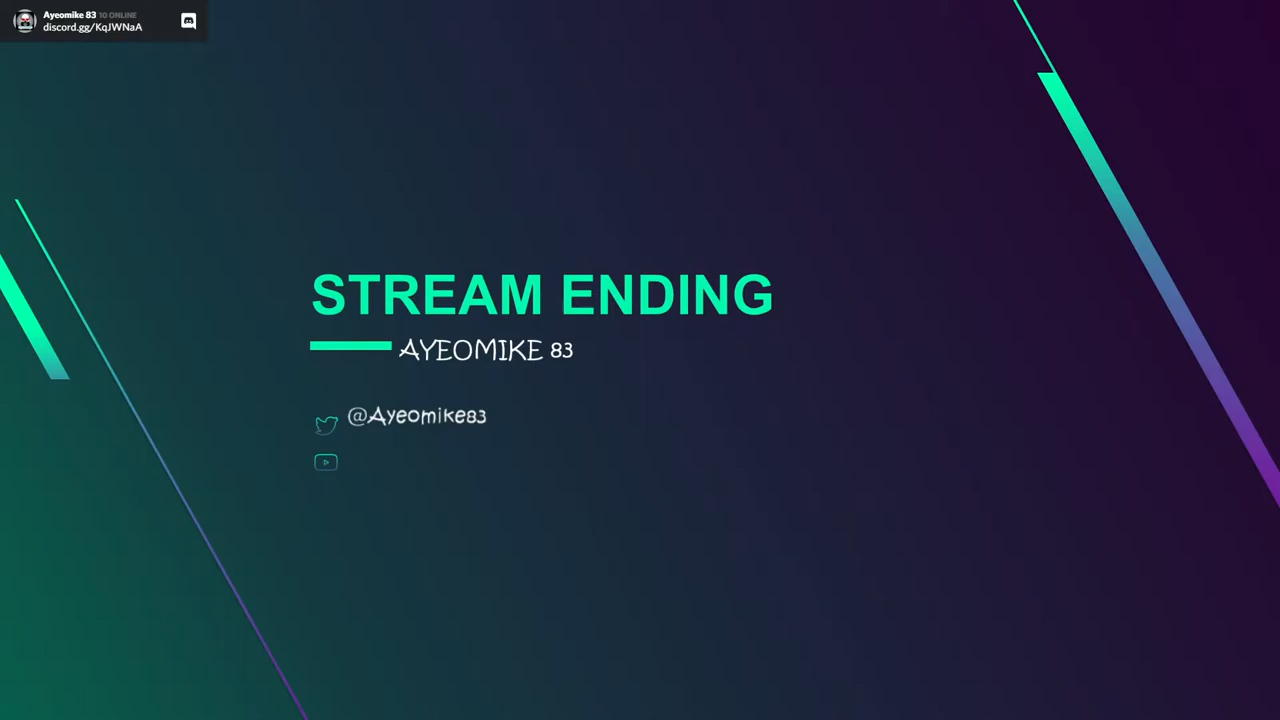 Ayeomike 83 10 ONLINE
discord.gg/KqJWNaA
STREAM ENDING
AYEOMIKE 83
@Ayeomike83